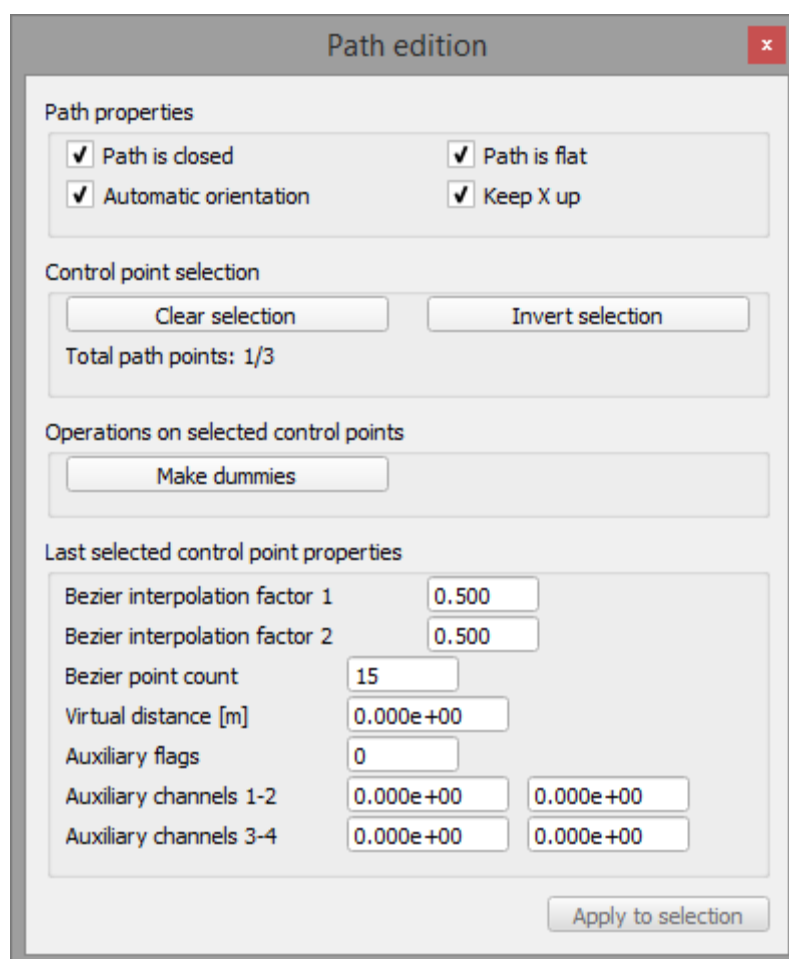 Path edition
x
Path properties
Path is closed
Path is flat
Automatic orientation
Keep X up
Control point selection
Clear selection
Invert selection
Total path points: 1/3
Operations on selected control points
Make dummies
Last selected control point properties
Bezier interpolation factor 1 0.500
Bezier interpolation factor 2 0.500
Bezier point count 15
Virtual distance [m] 0.000e+00
Auxiliary flags 0
Auxiliary channels 1-2 0.000e+00 0.000e+00
Auxiliary channels 3-4 0.000e+00 0.000e+00
Apply to selection